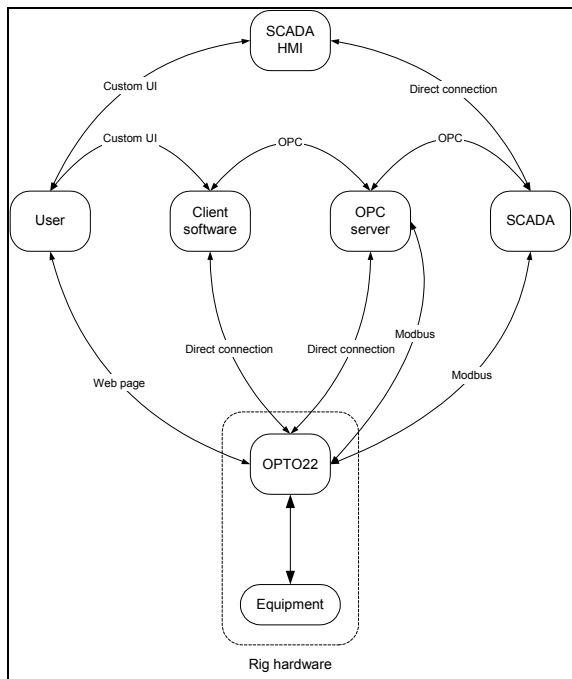 SCADA
HMI
Custom UI
Direct connection
Custom UI
OPC
OPC
User
Client
software
OPC
server
SCADA
Modbus
Direct connection
Direct connection
Modbus
Web page
OPTO22
Equipment
Rig hardware